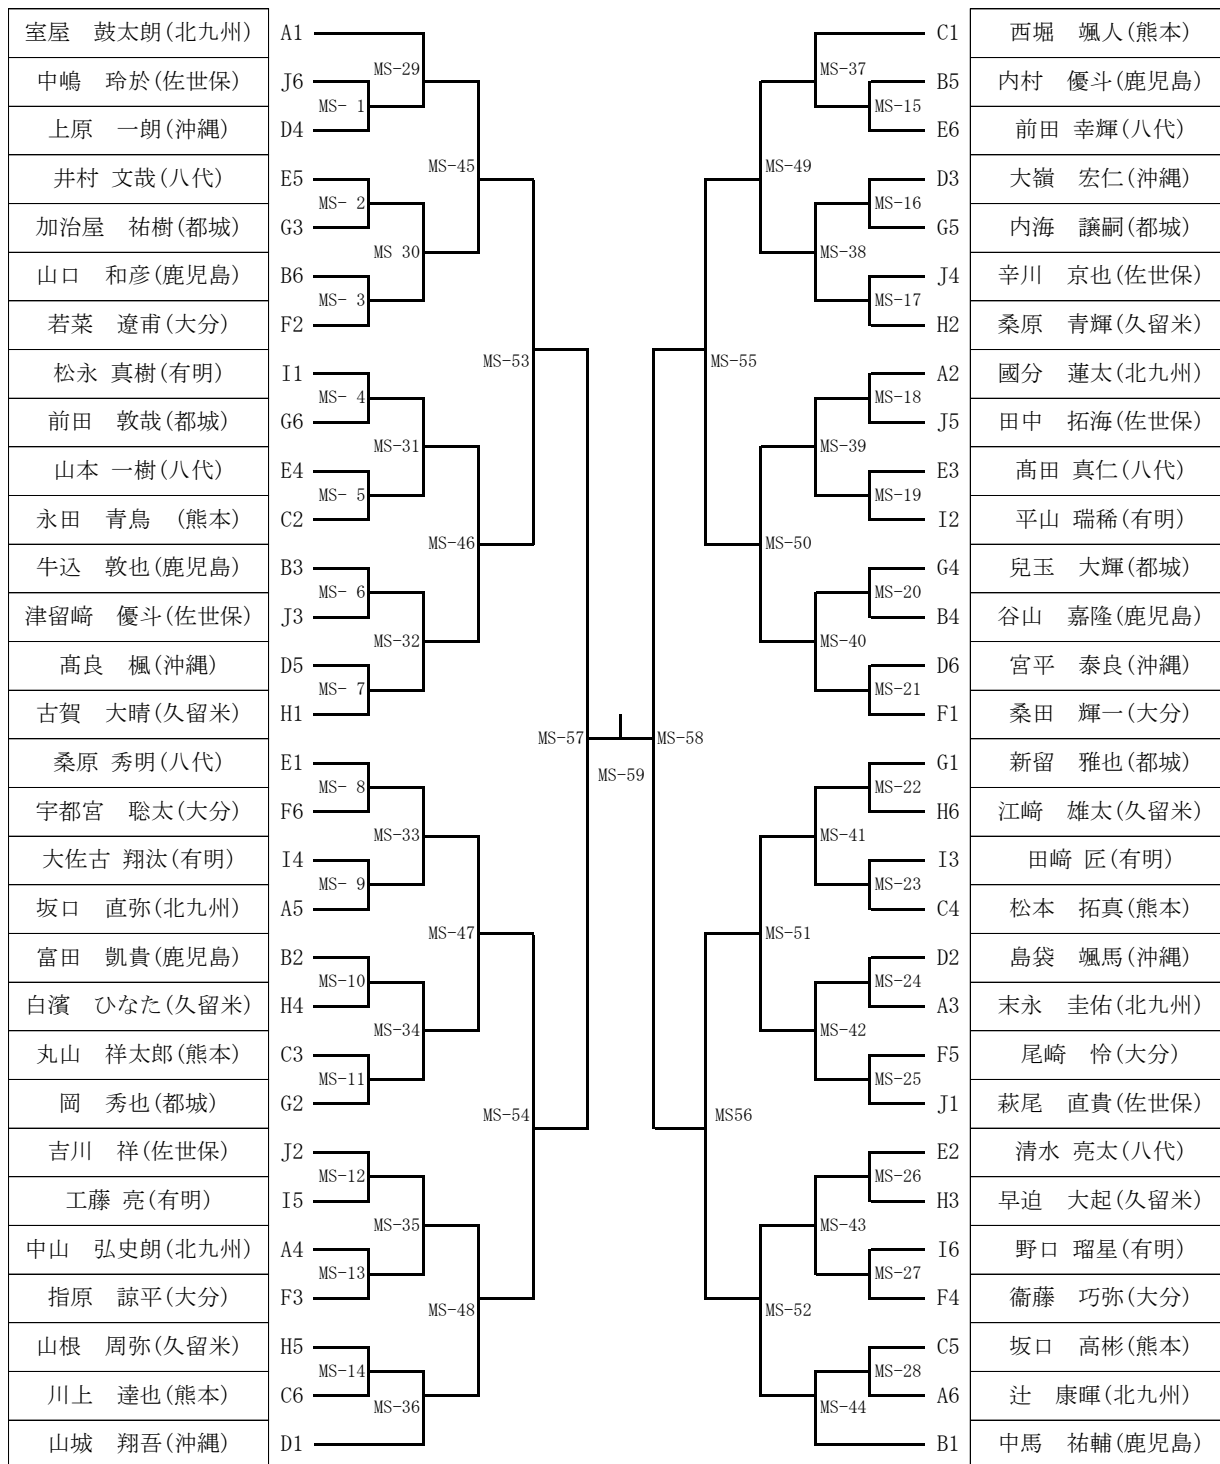 室屋　鼓太朗(北九州) A1
中嶋　玲於(佐世保) J6
上原　一朗(沖縄) D4
井村 文哉(八代) E5
加治屋　祐樹(都城) G3
山口　和彦(鹿児島) B6
若菜　遼甫(大分) F2
松永 真樹(有明) I1
前田　敦哉(都城) G6
山本 一樹(八代) E4
永田　青鳥　(熊本) C2
牛込　敦也(鹿児島) B3
津留﨑　優斗(佐世保) J3
髙良　楓(沖縄) D5
古賀　大晴(久留米) H1
桑原 秀明(八代) E1
宇都宮　聡太(大分) F6
大佐古 翔汰(有明) I4
坂口　直弥(北九州) A5
富田　凱貴(鹿児島) B2
白濱　ひなた(久留米) H4
丸山　祥太郎(熊本) C3
岡　秀也(都城) G2
吉川　祥(佐世保) J2
工藤 亮(有明) I5
中山　弘史朗(北九州) A4
指原　諒平(大分) F3
山根　周弥(久留米) H5
川上　達也(熊本) C6
山城　翔吾(沖縄) D1
MS- 1
MS- 2
MS- 3
MS- 4
MS- 5
MS- 6
MS- 7
MS- 8
MS- 9
MS-10
MS-11
MS-12
MS-13
MS-14
MS-29
MS 30
MS-31
MS-32
MS-33
MS-34
MS-35
MS-36
MS-45
MS-46
MS-47
MS-48
MS-53
MS-54
MS-57
MS-59
MS-58
MS-55
MS56
MS-49
MS-50
MS-51
MS-52
MS-37
MS-38
MS-39
MS-40
MS-41
MS-42
MS-43
MS-44
MS-15
MS-16
MS-17
MS-18
MS-19
MS-20
MS-21
MS-22
MS-23
MS-24
MS-25
MS-26
MS-27
MS-28
C1 西堀　颯人(熊本)
B5 内村　優斗(鹿児島)
E6 前田 幸輝(八代)
D3 大嶺　宏仁(沖縄)
G5 内海　譲嗣(都城)
J4 辛川　京也(佐世保)
H2 桑原　青輝(久留米)
A2 國分　蓮太(北九州)
J5 田中　拓海(佐世保)
E3 髙田 真仁(八代)
I2 平山 瑞稀(有明)
G4 兒玉　大輝(都城)
B4 谷山　嘉隆(鹿児島)
D6 宮平　泰良(沖縄)
F1 桑田　輝一(大分)
G1 新留　雅也(都城)
H6 江﨑　雄太(久留米)
I3 田﨑 匠(有明)
C4 松本　拓真(熊本)
D2 島袋　颯馬(沖縄)
A3 末永　圭佑(北九州)
F5 尾崎　怜(大分)
J1 萩尾　直貴(佐世保)
E2 清水 亮太(八代)
H3 早迫　大起(久留米)
I6 野口 瑠星(有明)
F4 衞藤　巧弥(大分)
C5 坂口　高彬(熊本)
A6 辻　康暉(北九州)
B1 中馬　祐輔(鹿児島)